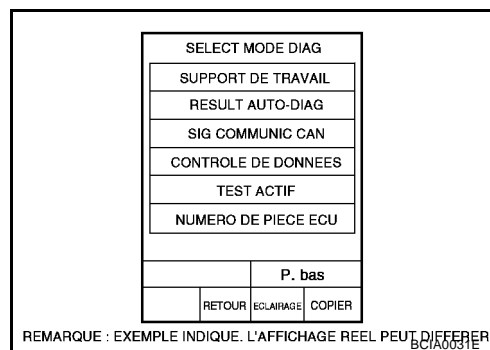 SELECT MODE DIAG
SUPPORT DE TRAVAIL
RESULT AUTO-DIAG
SIG COMMUNIC CAN
CONTROLE DE DONNEES
TEST ACTIF
NUMERO DE PIECE ECU
P. bas
RETOUR ECLAIRAGE COPIER
REMARQUE : EXEMPLE INDIQUE. L'AFFICHAGE REEL PEUT DIFFERER
BCIA0031E